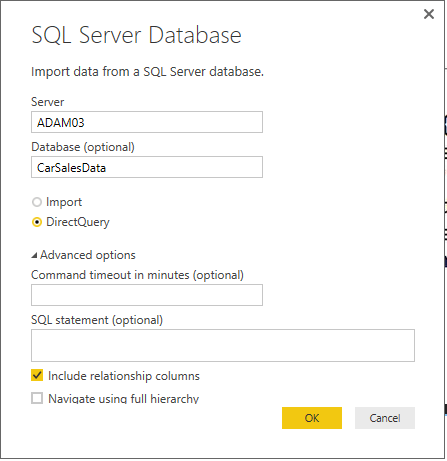 SQL Server Database
Import data from a SQL Server database.
Server
ADAM03
Database (optional)
CarSalesData
Import
DirectQuery
Advanced options
Command timeout in minutes (optional)
SQL statement (optional)
Include relationship columns
Navigate using full hierarchy
OK Cancel